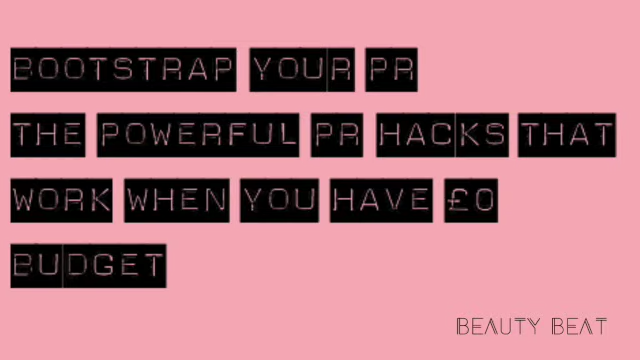 BOOTSTRAP YOUR PR
THE POWERFUL PR HACKS THAT
WORK WHEN YOU HAVE £0
BUDGET
BEAUTY BEAT